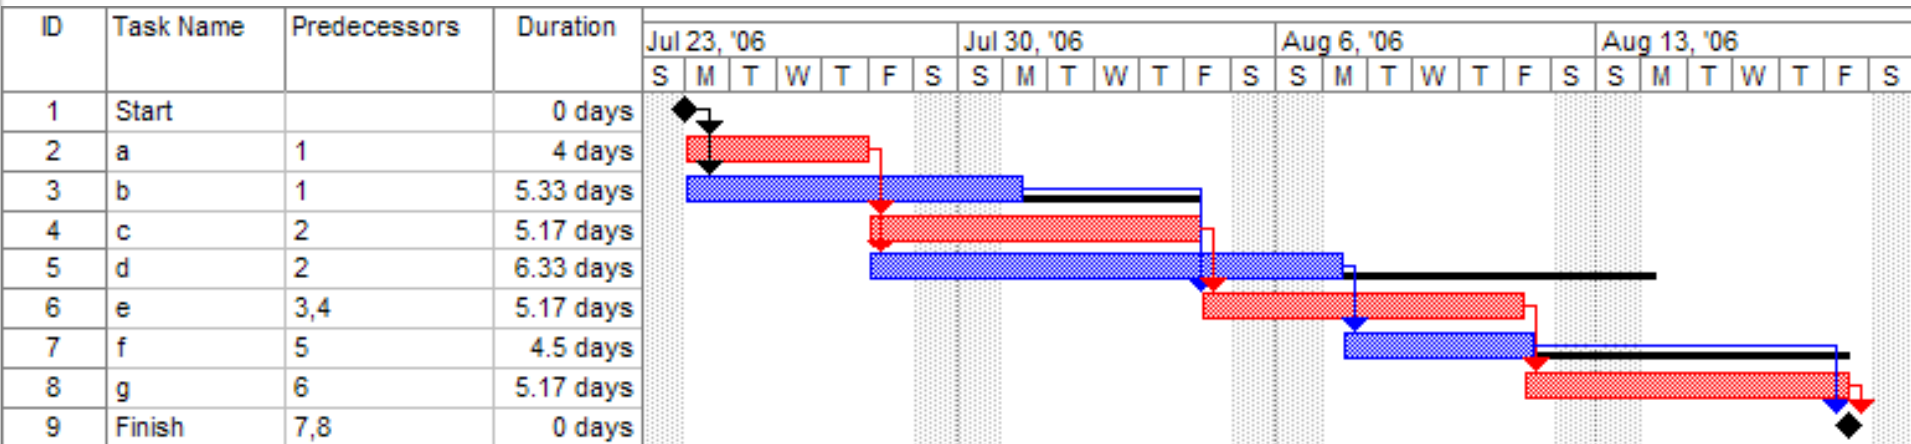 ID Task Name Predecessors Duration
Jul 23, '06 Jul 30, '06 Aug 6, '06 Aug 13, '06
S M T W T F S S M T W T F S S M T W T F S S M T W T F S
1 Start 0 days
2 a 1 4 days
3 b 1 5.33 days
4 c 2 5.17 days
5 d 2 6.33 days
6 e 3,4 5.17 days
7 f 5 4.5 days
8 g 6 5.17 days
9 Finish 7,8 0 days